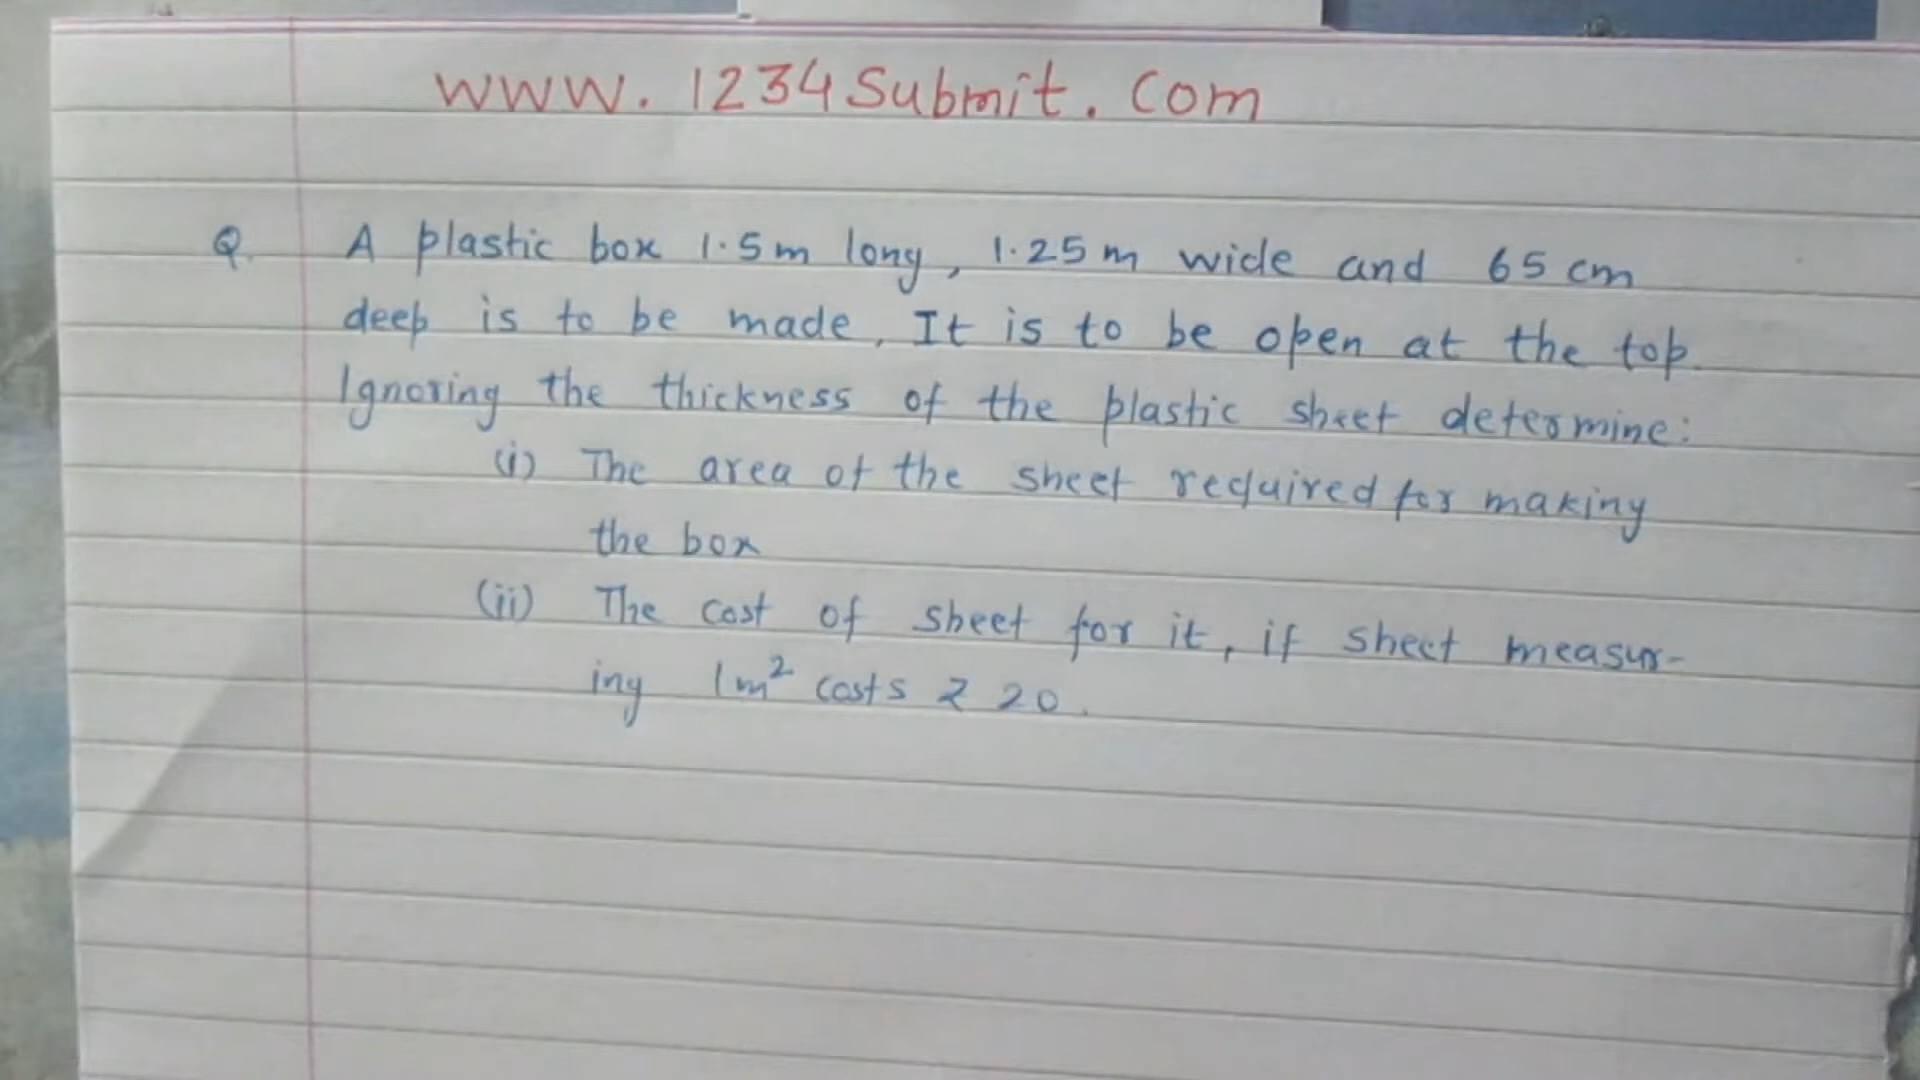 www.1234Submit.Com
Q. A plastic box 1.5m long, 1.25m wide and 65 cm
deep is to be made. It is to be open at the top.
Ignoring the thickness of the plastic sheet determine:
(i) The area of the sheet required for making
the box
(ii) The cost of sheet for it, if sheet measur-
ing 1m² costs ₹ 20.